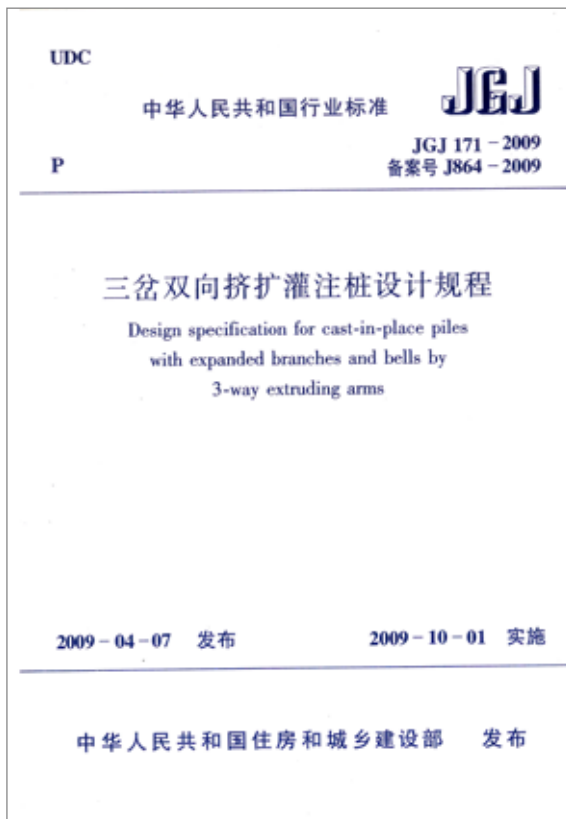 UDC
JGJ
中华人民共和国行业标准
JGJ 171－2009
P
备案号 J864－2009
三岔双向挤扩灌注桩设计规程
Design specification for cast-in-place piles
with expanded branches and bells by
3-way extruding arms
2009－04－07 发布
2009－10－01 实施
中华人民共和国住房和城乡建设部 发布